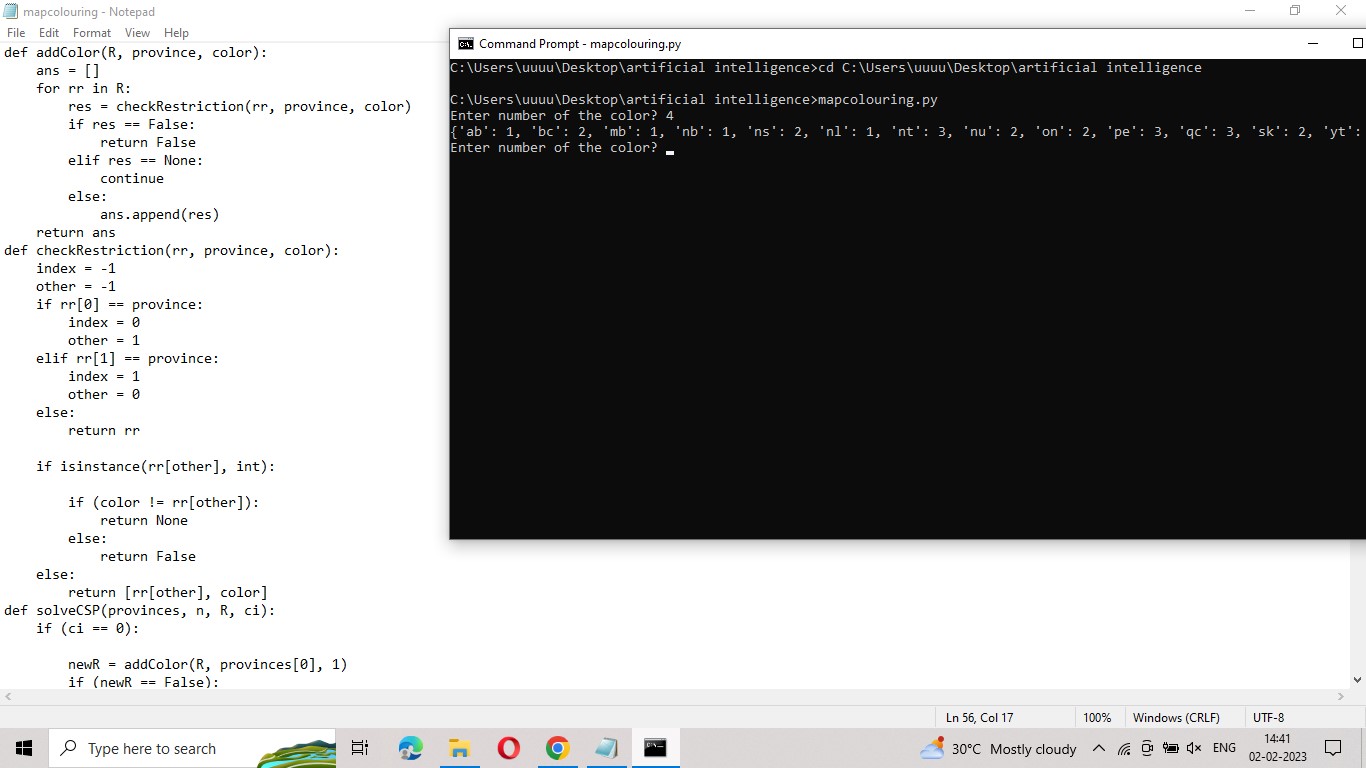 mapcolouring - Notepad
File Edit Format View Help
def addColor(R, province, color):
    ans = []
    for rr in R:
        res = checkRestriction(rr, province, color)
        if res == False:
            return False
        elif res == None:
            continue
        else:
            ans.append(res)
    return ans
def checkRestriction(rr, province, color):
    index = -1
    other = -1
    if rr[0] == province:
        index = 0
        other = 1
    elif rr[1] == province:
        index = 1
        other = 0
    else:
        return rr
    if isinstance(rr[other], int):
        if (color != rr[other]):
            return None
        else:
            return False
    else:
        return [rr[other], color]
def solveCSP(provinces, n, R, ci):
    if (ci == 0):
        newR = addColor(R, provinces[0], 1)
        if (newR == False):
Command Prompt - mapcolouring.py
C:\Users\uuuu\Desktop\artificial intelligence>cd C:\Users\uuuu\Desktop\artificial intelligence
C:\Users\uuuu\Desktop\artificial intelligence>mapcolouring.py
Enter number of the color? 4
{'ab': 1, 'bc': 2, 'mb': 1, 'nb': 1, 'ns': 2, 'nl': 1, 'nt': 3, 'nu': 2, 'on': 2, 'pe': 3, 'qc': 3, 'sk': 2, 'yt':
Enter number of the color?
Ln 56, Col 17
100%
Windows (CRLF)
UTF-8
Type here to search
30°C Mostly cloudy
ENG
14:41
02-02-2023